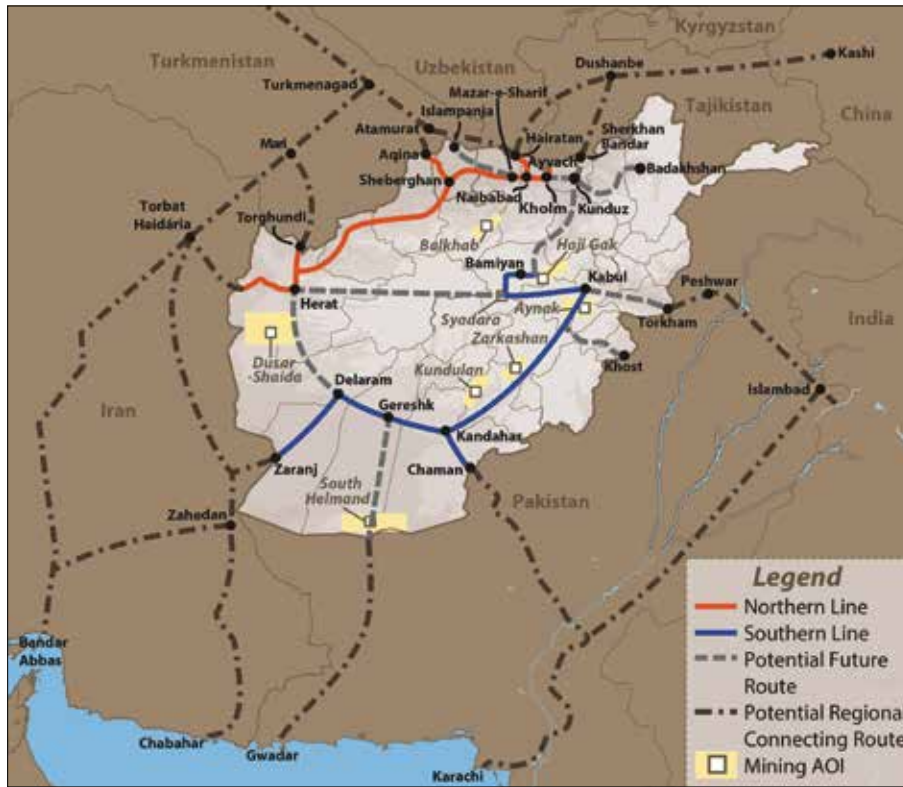 Kyrgyzstan
Kashi
Turkmenistan
Uzbekistan
Dushanbe
Turkmenagad
Mazar-e-Sharif
Islampanja
Tajikistan
China
Atamurat
Hairatan
Sherkhan
Bandar
Mari
Aqina
Ayvach
Badakhshan
Sheberghan
Naibabad
Kholm
Kunduz
Torbat
Haidária
Torghundi
Balkhab
Haji Gak
Bamiyan
Kabul
Peshwar
Herat
Syadara
Aynak
Torkham
India
Zarkashan
Dusar
-Shaida
Kundulan
Khost
Delaram
Islambad
Iran
Gereshk
Kandahar
Zaranj
Chaman
South
Helmand
Pakistan
Zahedan
Legend
Northern Line
Southern Line
Potential Future
Route
Potential Regiona
Connecting Route
Mining AOI
Bandar
Abbas
Chabahar
Gwadar
Karachi